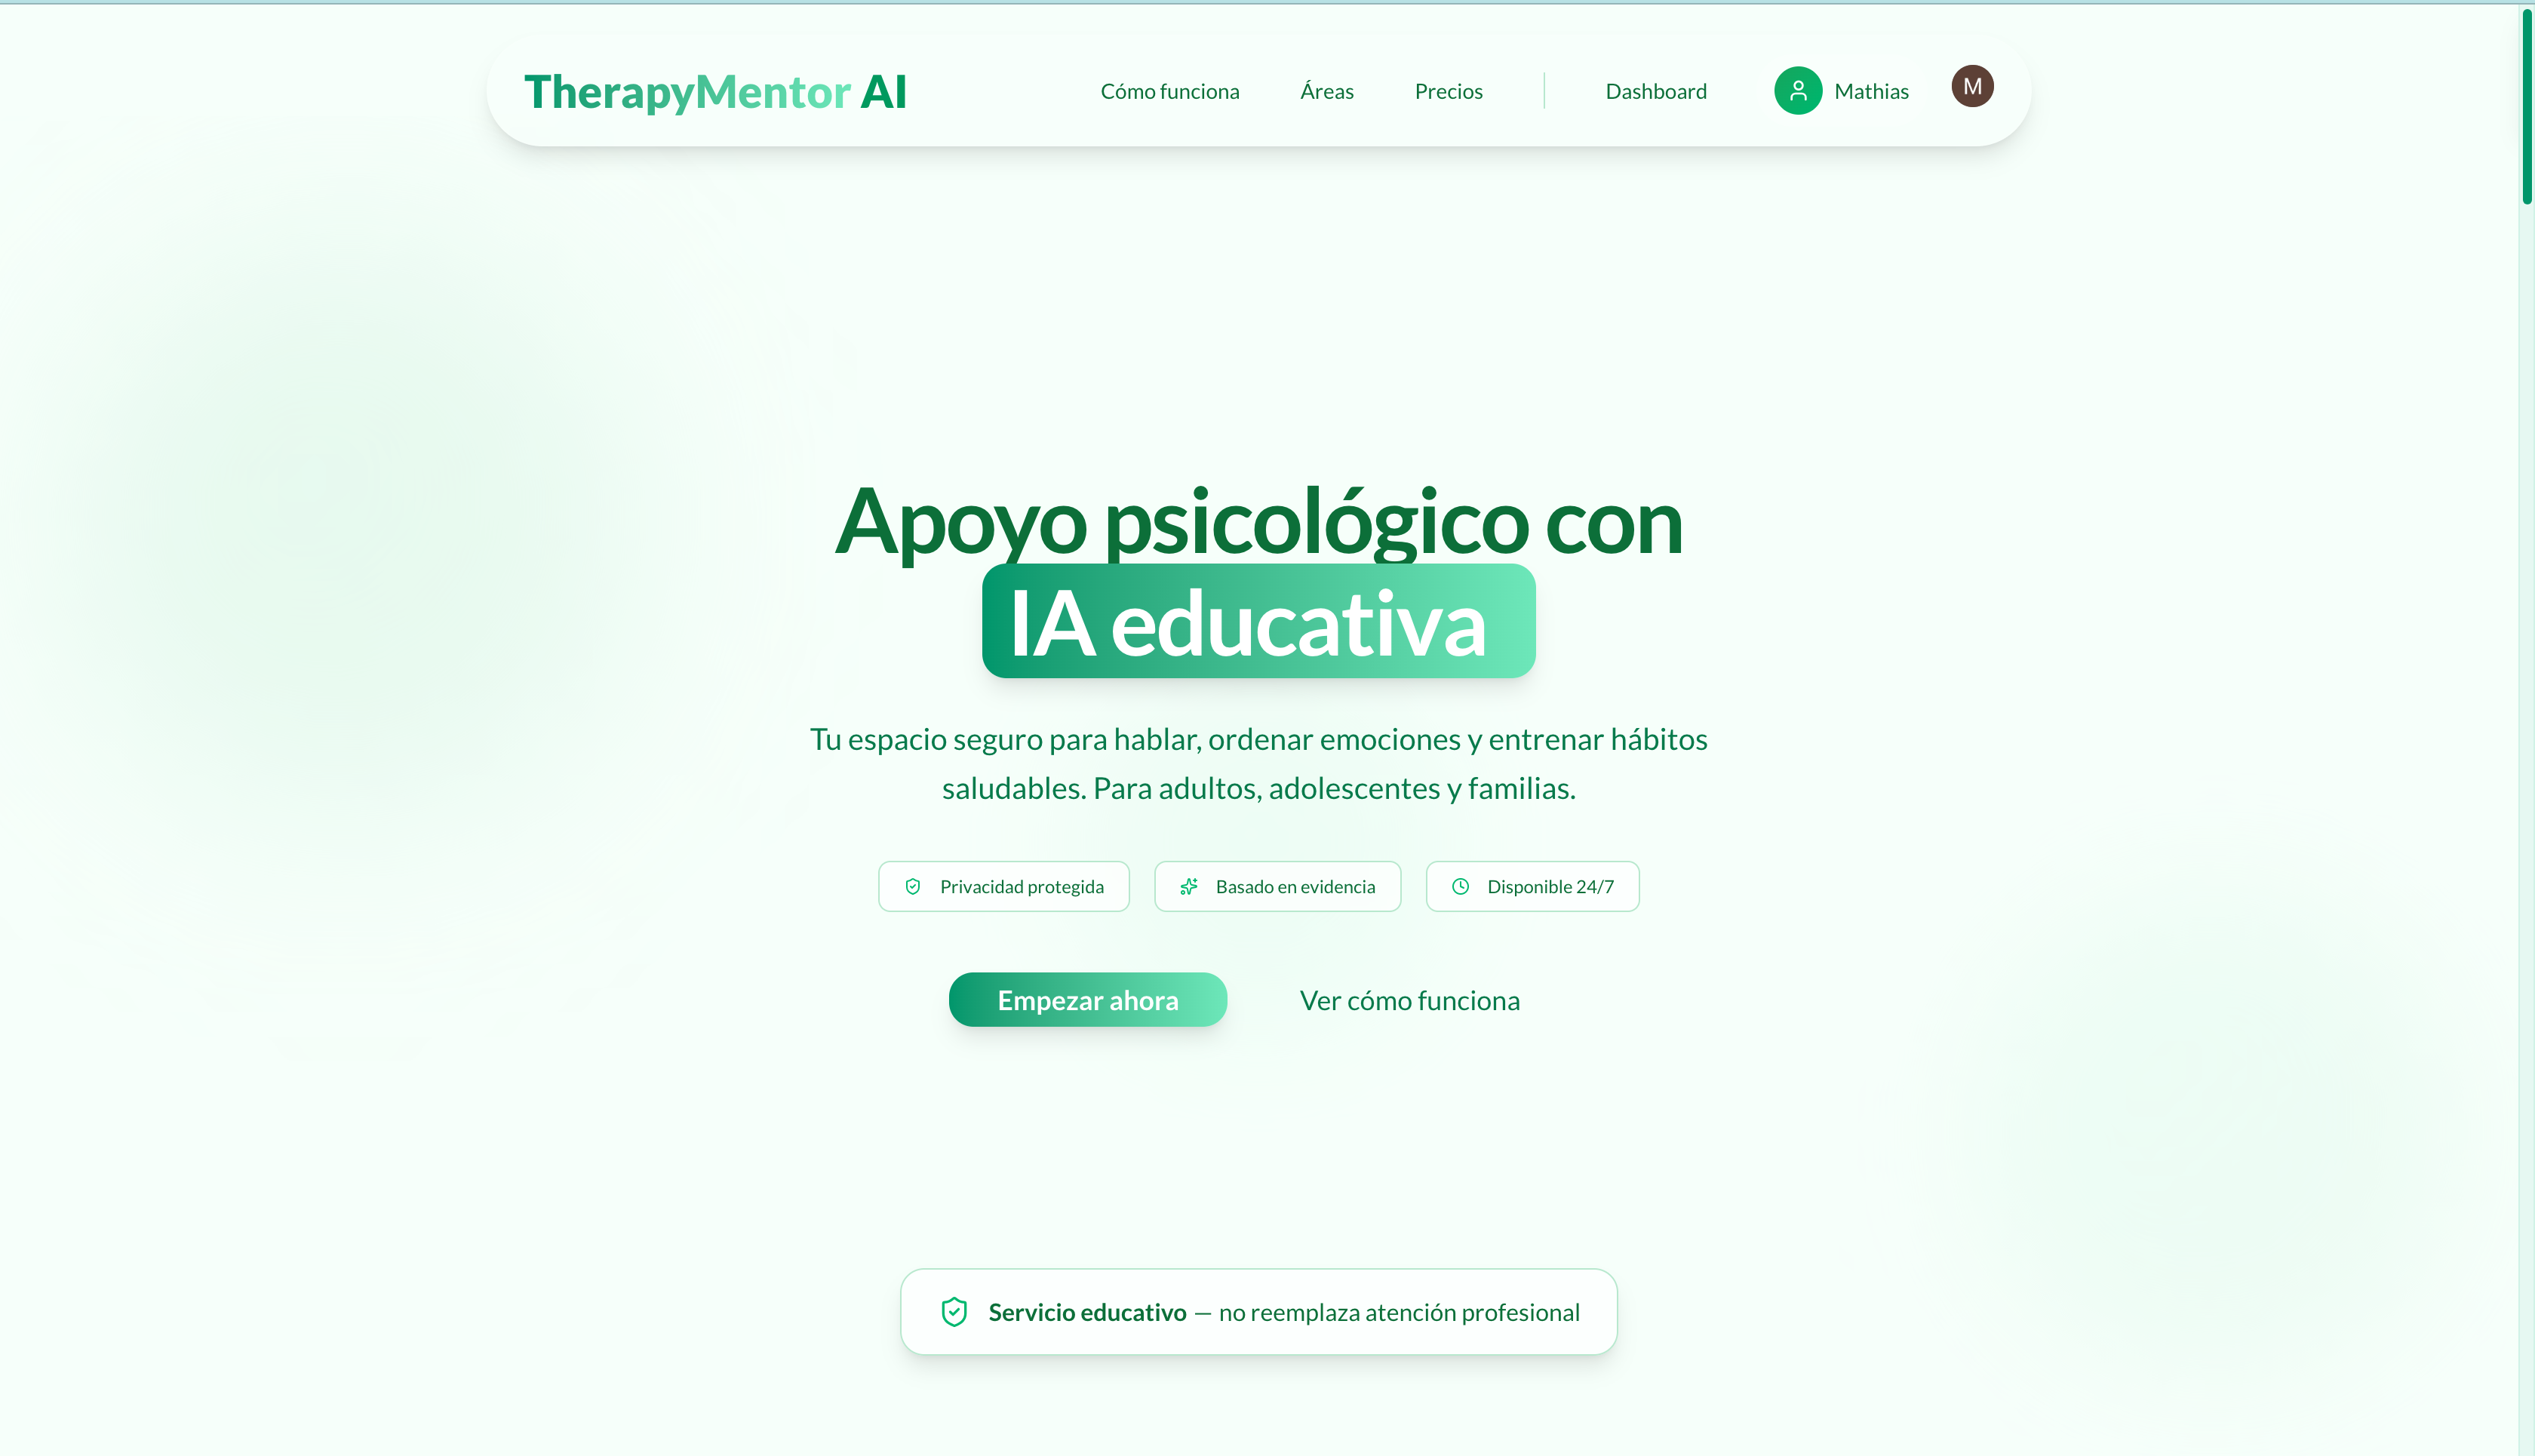 TherapyMentor AI
Cómo funciona
Áreas
Precios
Dashboard
Mathias
M
Apoyo psicológico con
IA educativa
Tu espacio seguro para hablar, ordenar emociones y entrenar hábitos
saludables. Para adultos, adolescentes y familias.
Privacidad protegida
Basado en evidencia
Disponible 24/7
Empezar ahora
Ver cómo funciona
Servicio educativo — no reemplaza atención profesional